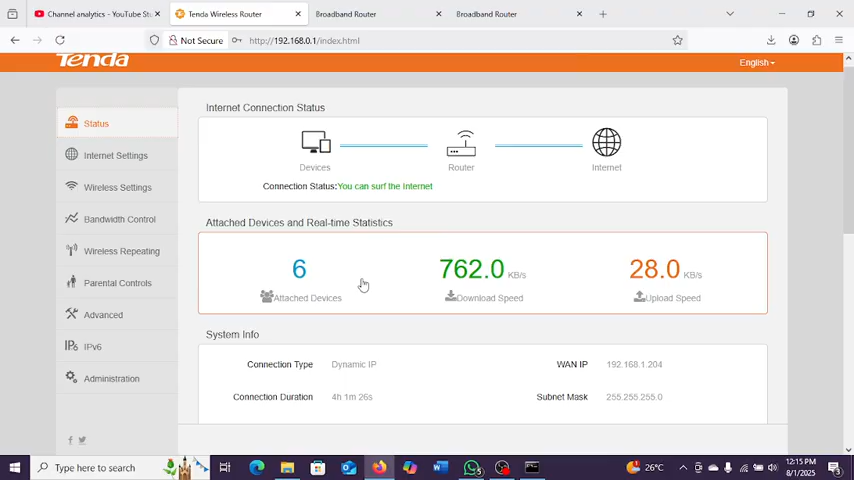 Channel analytics - YouTube Stu
Tenda Wireless Router
Broadband Router
Broadband Router
Not Secure
http://192.168.0.1/index.html
Tenda
English
Status
Internet Settings
Wireless Settings
Bandwidth Control
Wireless Repeating
Parental Controls
Advanced
IPv6
IPv6
Administration
Internet Connection Status
Devices
Router
Internet
Connection Status:You can surf the Internet
Attached Devices and Real-time Statistics
6
762.0 KB/s
28.0 KB/s
Attached Devices
Download Speed
Upload Speed
System Info
Connection Type Dynamic IP
WAN IP 192.168.1.204
Connection Duration 4h 1m 26s
Subnet Mask 255.255.255.0
Type here to search
5
26°C
12:15 PM
8/1/2025
3